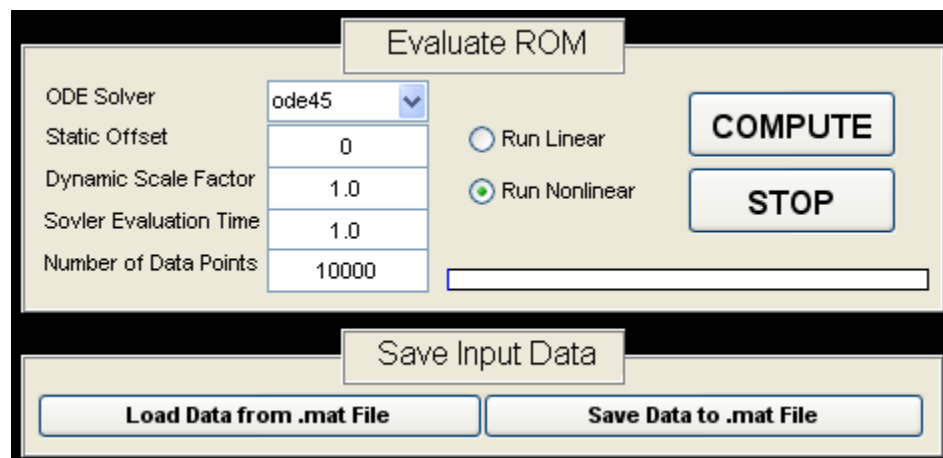 Evaluate ROM
ODE Solver
ode45
Static Offset
0
Dynamic Scale Factor
1.0
Sovler Evaluation Time
1.0
Number of Data Points
10000
Run Linear
Run Nonlinear
COMPUTE
STOP
Save Input Data
Load Data from .mat File
Save Data to .mat File